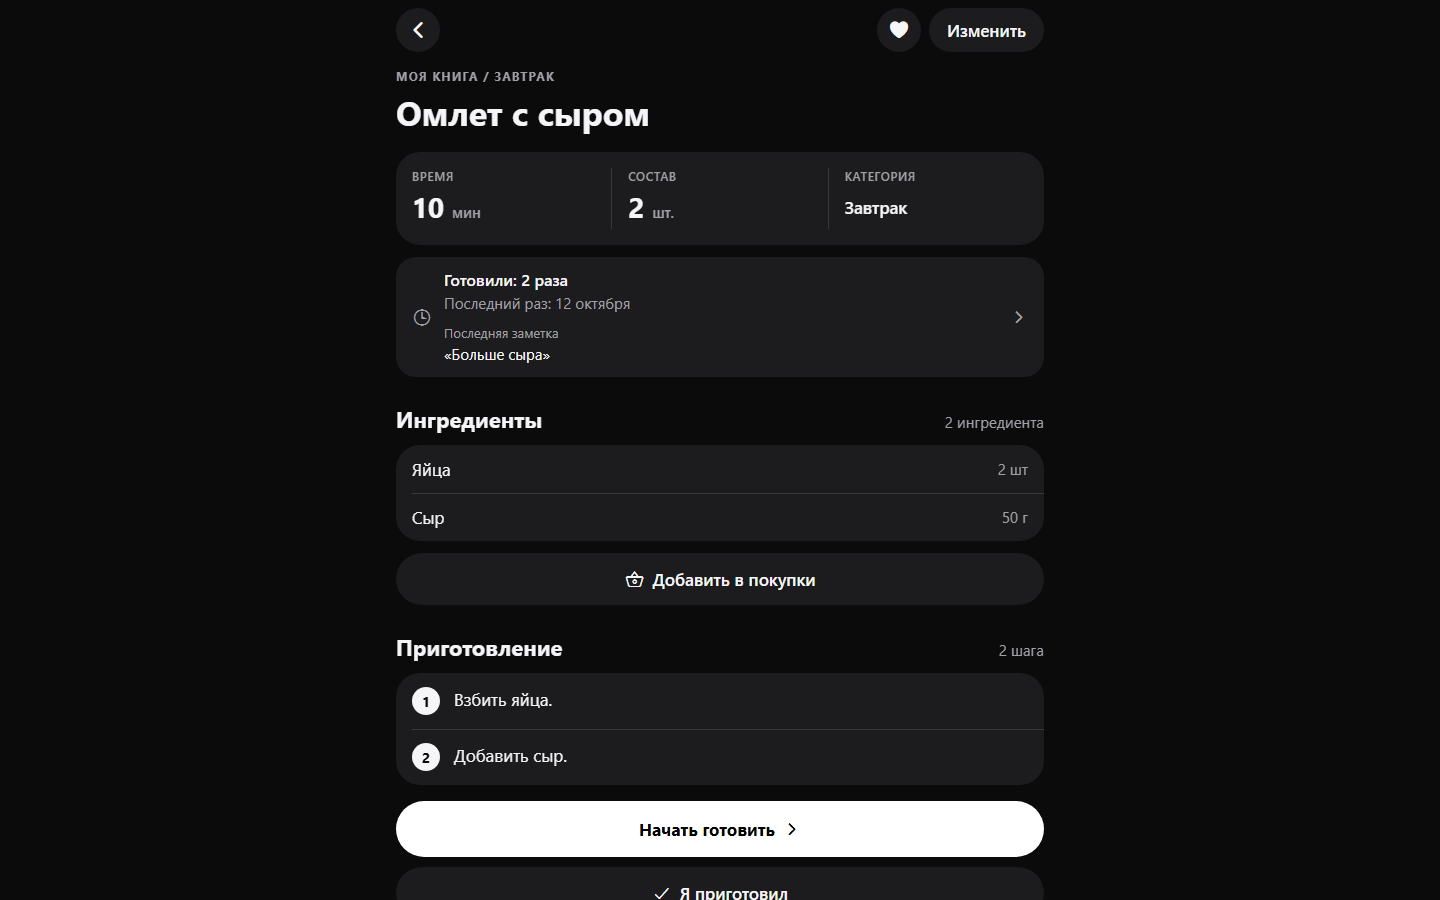 Изменить
МОЯ КНИГА / ЗАВТРАК
Омлет с сыром
ВРЕМЯ
10 мин
СОСТАВ
2 шт.
КАТЕГОРИЯ
Завтрак
Готовили: 2 раза
Последний раз: 12 октября
Последняя заметка
«Больше сыра»
Ингредиенты
2 ингредиента
Яйца
2 шт
Сыр
50 г
Добавить в покупки
Приготовление
2 шага
1 Взбить яйца.
2 Добавить сыр.
Начать готовить
Я приготовил